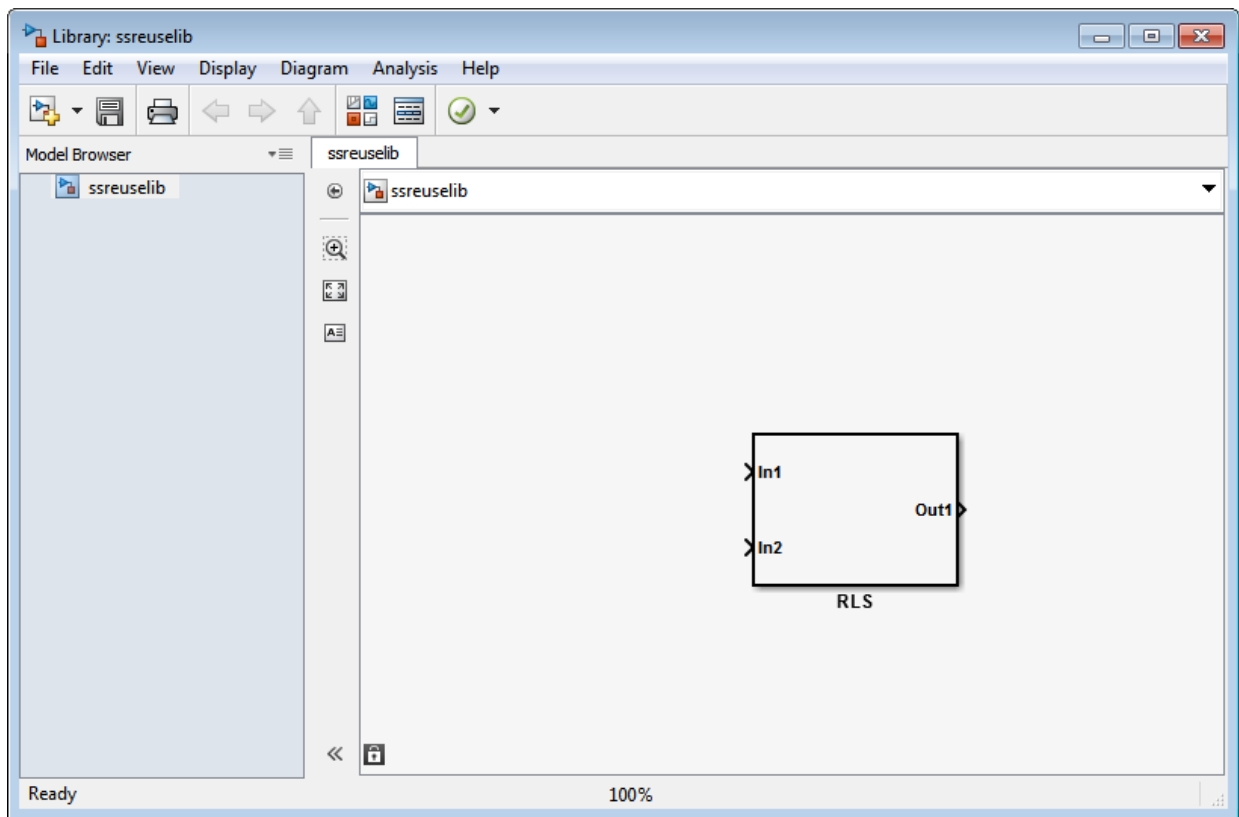 Library: ssreuselib
File Edit View Display Diagram Analysis Help
Model Browser
ssreuselib
ssreuselib
ssreuselib
In1
Out1
In2
RLS
Ready
100%